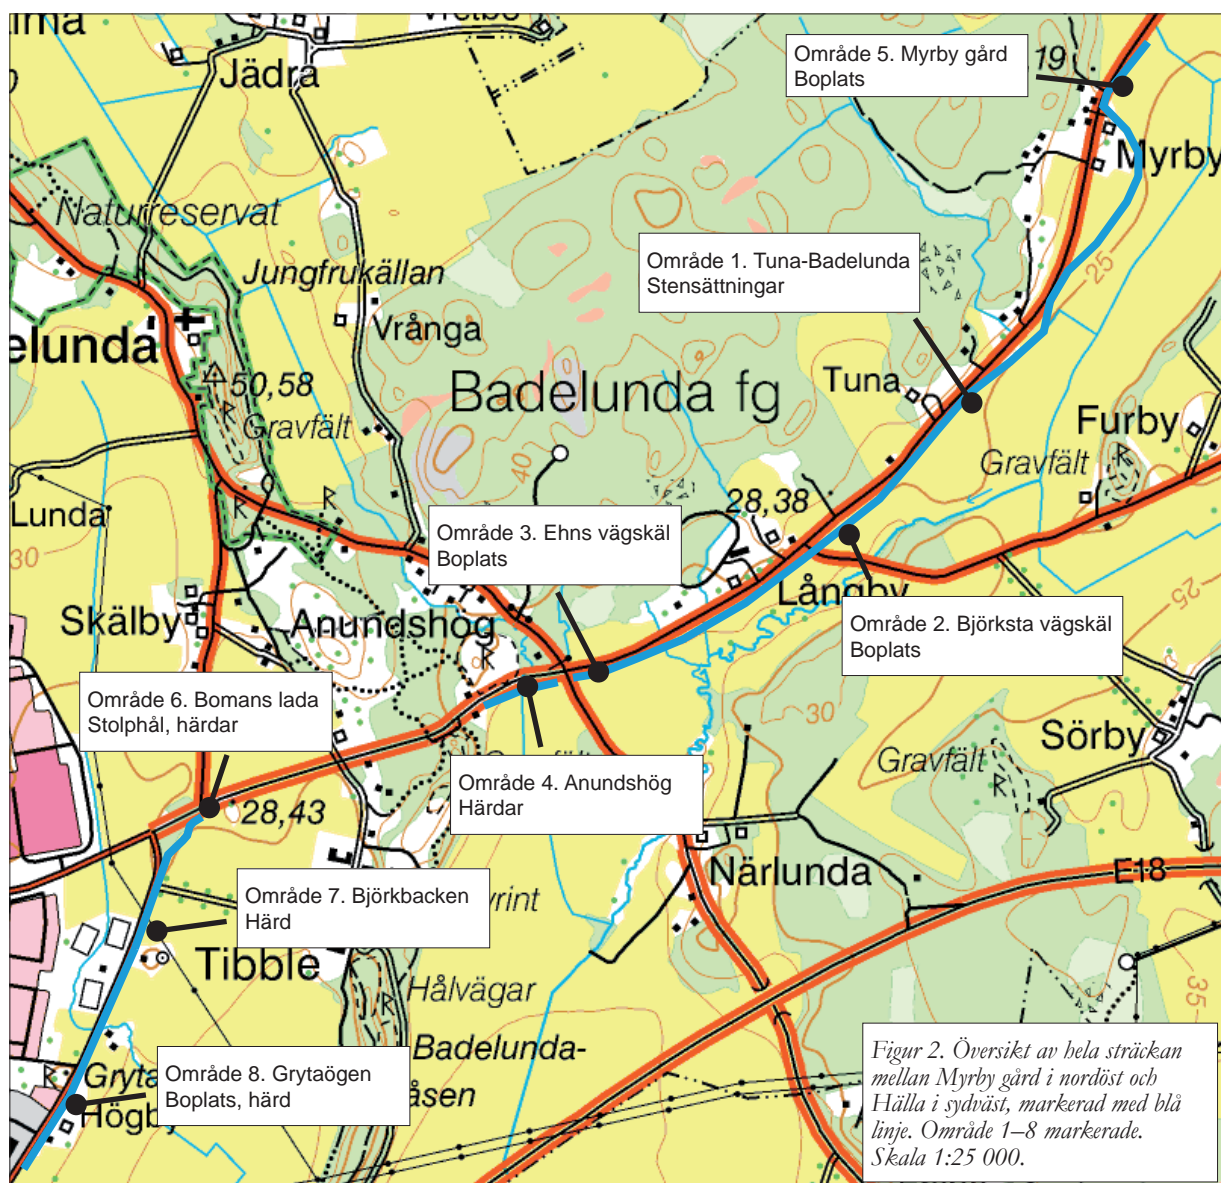 Jädra
Område 5. Myrby gård
Boplats
19
Myrby
Naturreservat
Jungfrukällan
Område 1. Tuna-Badelunda
Stensättningar
25
elunda
50,58
Vrånga
Badelunda fg
Tuna
Furby
R
Gravfält
Gravfält
R
40
Lunda
R
R
28,38
30
Område 3. Ehns vägskäl
Boplats
Långby
25
Skälby
Anundshög
R
Område 2. Björksta vägskäl
Boplats
Område 6. Bomans lada
Stolphål, härdar
30
Sörby
Gravfält
R
28,43
Område 4. Anundshög
Härdar
Närlunda
E18
Område 7. Björkbacken
Härd
yrint
Tibble
Hålvägar
R
35
Badelunda-
åsen
Område 8. Grytaögen
Boplats, härd
R
Gryta
Högby
Figur 2. Översikt av hela sträckan
mellan Myrby gård i nordöst och
Hälla i sydväst, markerad med blå
linje. Område 1–8 markerade.
Skala 1:25 000.